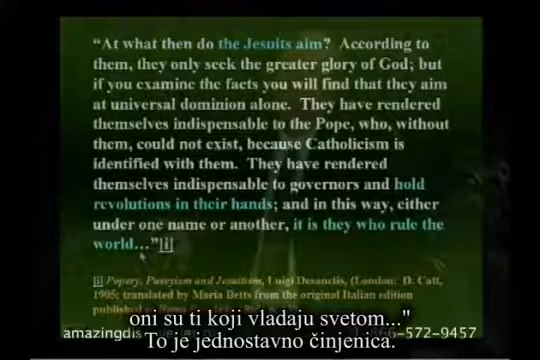 “At what then do the Jesuits aim? According to
them, they only seek the greater glory of God; but
if you examine the facts you will find that they aim
at universal dominion alone. They have rendered
themselves indispensable to the Pope, who, without
them, could not exist, because Catholicism is
identified with them. They have rendered
themselves indispensable to governors and hold
revolutions in their hands; and in this way, either
under one name or another, it is they who rule the
world...”[i]
[i] Popery, Puseyism and Jesuitism, Luigi Desanctis, (London: D. Catt,
1905; translated by Maria Betts from the original Italian edition
published
oni su ti koji vladaju svetom..."
amazingdis -866-572-9457
To je jednostavno činjenica.